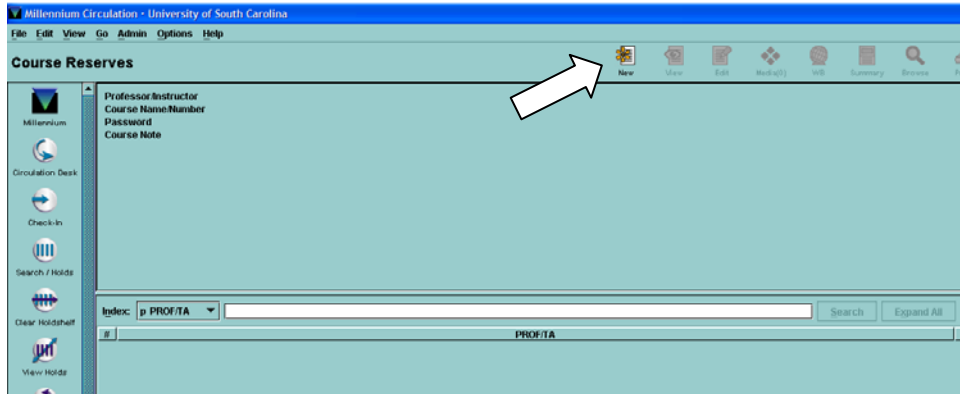 Millennium Circulation · University of South Carolina
File Edit View Go Admin Options Help
Course Reserves
New View Edit Media(0) WB Summary Browse
Millennium
Circulation Desk
Check-In
Search / Holds
Clear Holdshelf
View Holds
Professor/Instructor
Course Name/Number
Password
Course Note
Index: p PROF/TA Search Expand All
# PROF/TA